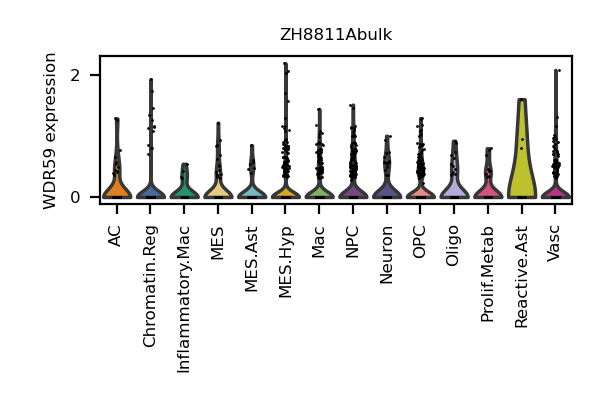 ZH8811Abulk
WDR59 expression
2
0
AC
Chromatin.Reg
Inflammatory.Mac
MES
MES.Ast
MES.Hyp
Mac
NPC
Neuron
OPC
Oligo
Prolif.Metab
Reactive.Ast
Vasc